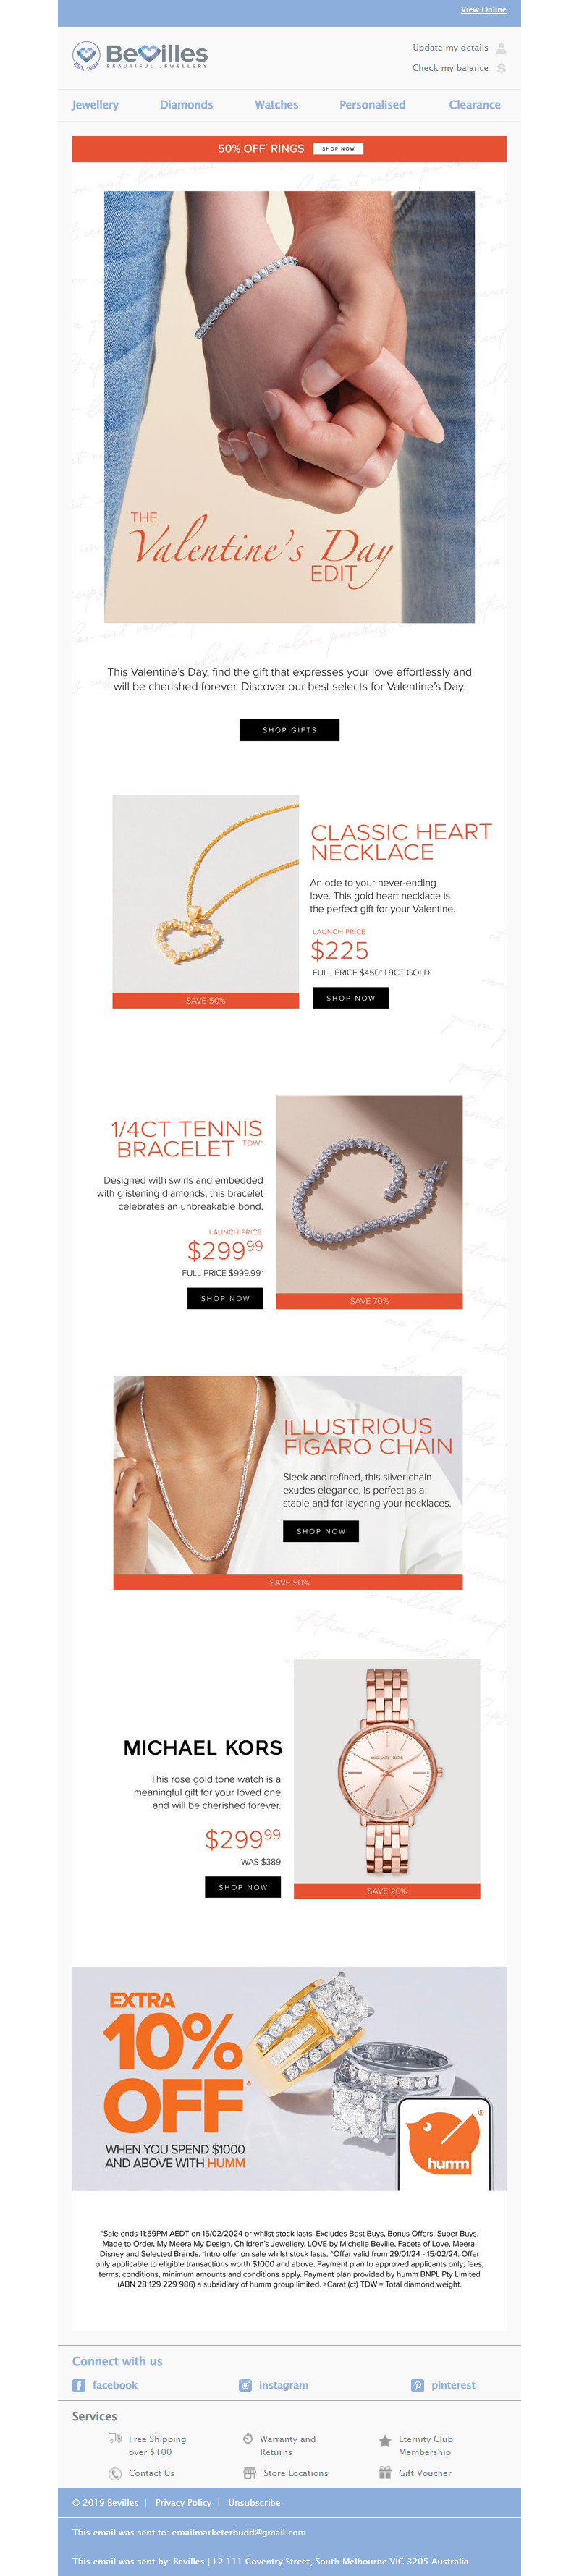 View Online
BeVilles
BEAUTIFUL JEWELLERY
EST. 1934
Update my details
Check my balance
Jewellery Diamonds Watches Personalised Clearance
50% OFF* RINGS SHOP NOW
THE
Valentine's Day
EDIT
This Valentine's Day, find the gift that expresses your love effortlessly and
will be cherished forever. Discover our best selects for Valentine's Day.
SHOP GIFTS
CLASSIC HEART
NECKLACE
An ode to your never-ending
love. This gold heart necklace is
the perfect gift for your Valentine.
LAUNCH PRICE
$225
FULL PRICE $450~ | 9CT GOLD
SHOP NOW
SAVE 50%
1/4CT TENNIS
BRACELET TDW>
Designed with swirls and embedded
with glistening diamonds, this bracelet
celebrates an unbreakable bond.
LAUNCH PRICE
$299.99
FULL PRICE $999.99~
SHOP NOW
SAVE 70%
ILLUSTRIOUS
FIGARO CHAIN
Sleek and refined, this silver chain
exudes elegance, is perfect as a
staple and for layering your necklaces.
SHOP NOW
SAVE 50%
MICHAEL KORS
This rose gold tone watch is a
meaningful gift for your loved one
and will be cherished forever.
$299.99
WAS $389
SHOP NOW
MICHAEL KORS
SAVE 20%
EXTRA
10%
OFF^
WHEN YOU SPEND $1000
AND ABOVE WITH HUMM
humm®
*Sale ends 11:59PM AEDT on 15/02/2024 or whilst stock lasts. Excludes Best Buys, Bonus Offers, Super Buys,
Made to Order, My Meera My Design, Children's Jewellery, LOVE by Michelle Beville, Facets of Love, Meera,
Disney and Selected Brands. ~Intro offer on sale whilst stock lasts. ^Offer valid from 29/01/24 - 15/02/24. Offer
only applicable to eligible transactions worth $1000 and above. Payment plan to approved applicants only; fees,
terms, conditions, minimum amounts and conditions apply. Payment plan provided by humm BNPL Pty Limited
(ABN 28 129 229 986) a subsidiary of humm group limited. >Carat (ct) TDW = Total diamond weight.
Connect with us
facebook instagram pinterest
Services
Free Shipping
over $100
Warranty and
Returns
Eternity Club
Membership
Contact Us
Store Locations
Gift Voucher
© 2019 Bevilles | Privacy Policy | Unsubscribe
This email was sent to: emailmarketerbudd@gmail.com
This email was sent by: Bevilles | L2 111 Coventry Street, South Melbourne VIC 3205 Australia